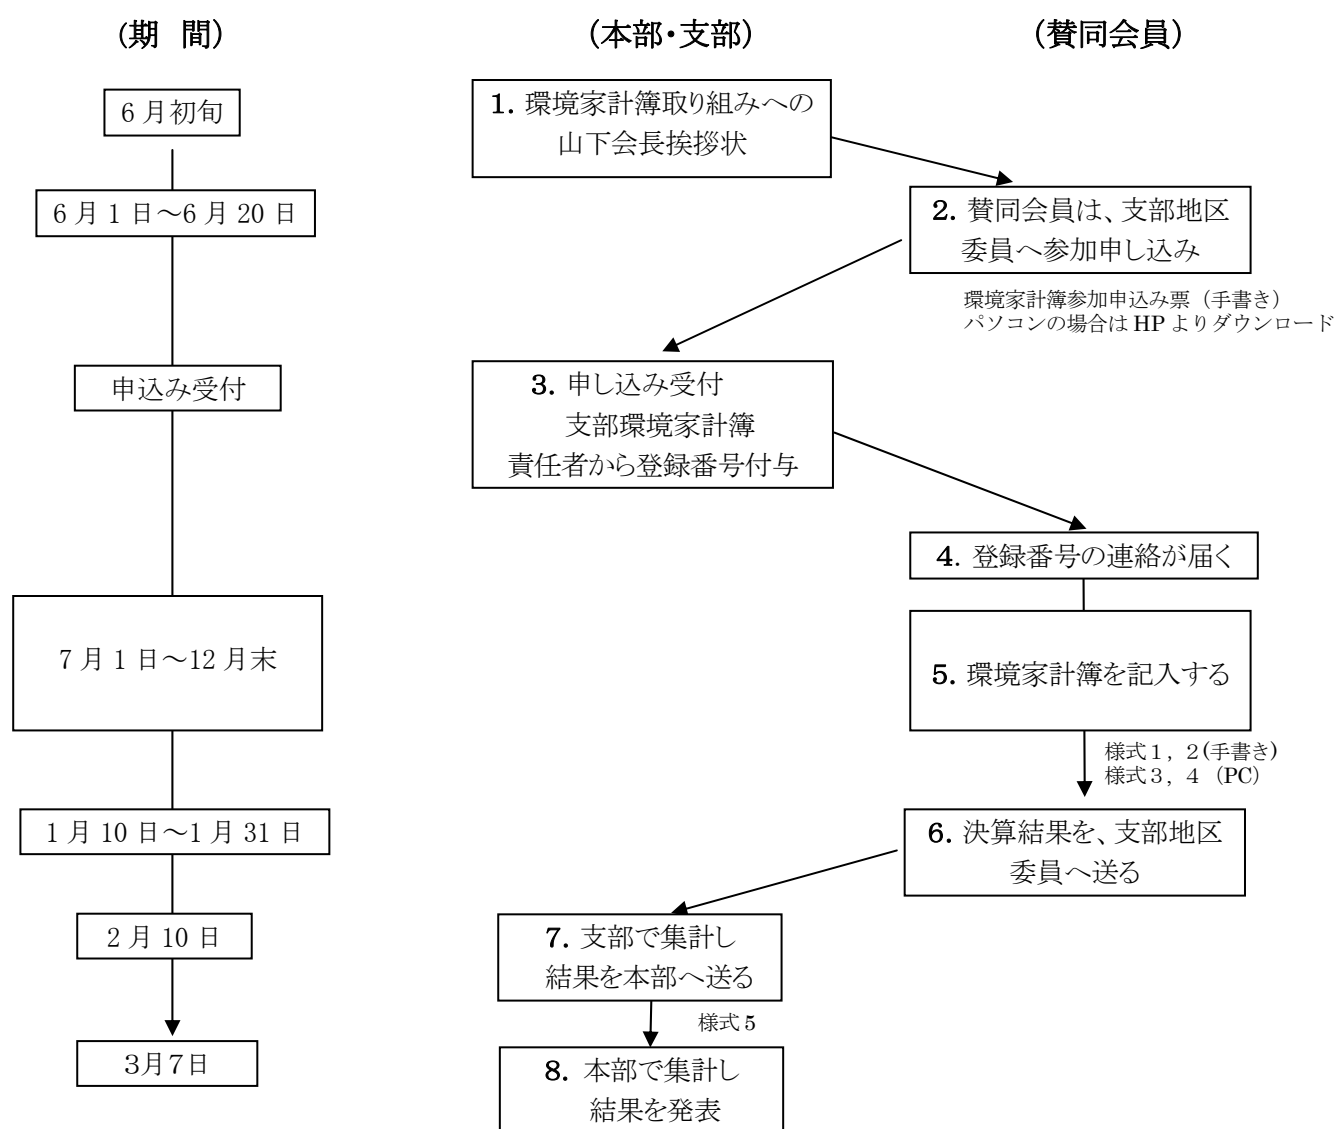 (期　間)
(本部・支部)
(賛同会員)
6月初旬
1. 環境家計簿取り組みへの
山下会長挨拶状
6月1日～6月20日
2. 賛同会員は、支部地区
委員へ参加申し込み
環境家計簿参加申込み票（手書き）
パソコンの場合はHPよりダウンロード
申込み受付
3. 申し込み受付
支部環境家計簿
責任者から登録番号付与
4. 登録番号の連絡が届く
7月1日～12月末
5. 環境家計簿を記入する
様式1，2(手書き)
様式3，4（PC）
1月10日～1月31日
6. 決算結果を、支部地区
委員へ送る
2月10日
7. 支部で集計し
結果を本部へ送る
様式5
3月7日
8. 本部で集計し
結果を発表